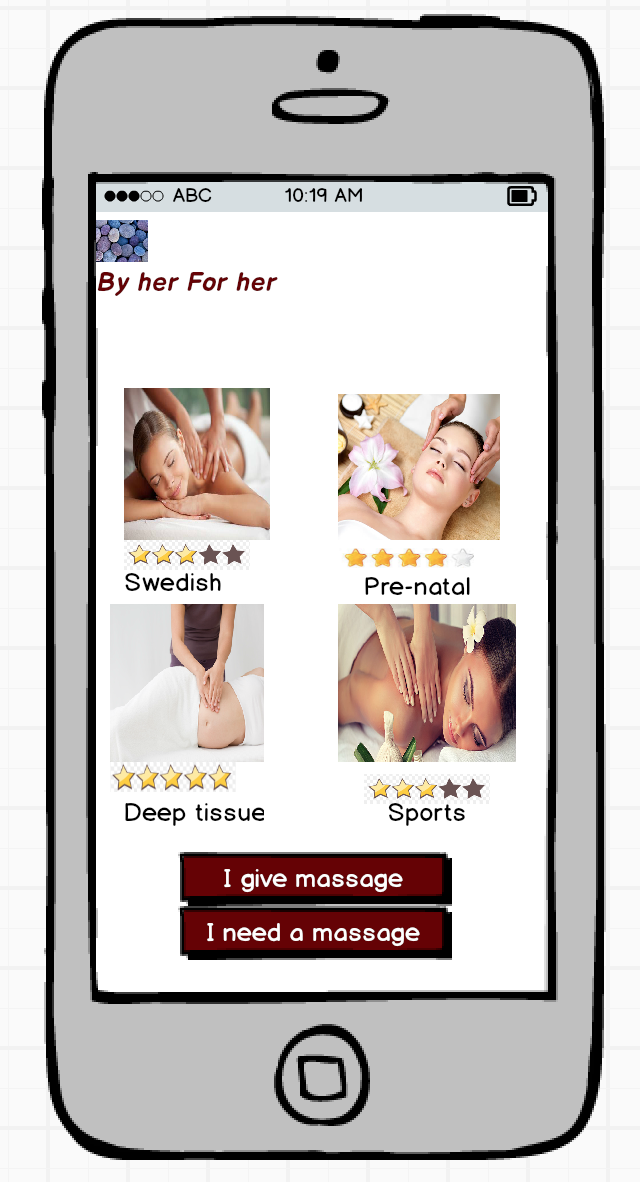 ABC 10:19 AM
By her For her
Swedish
Pre-natal
Deep tissue
Sports
I give massage
I need a massage